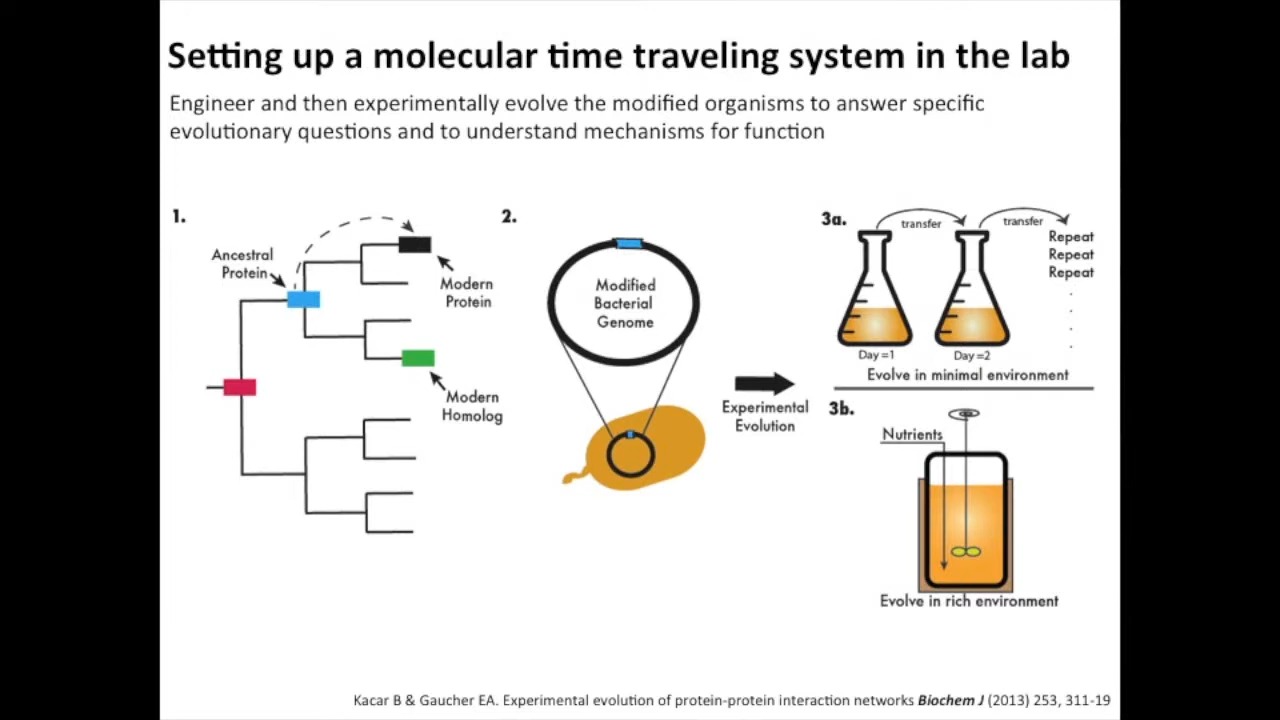 Setting up a molecular time traveling system in the lab
Engineer and then experimentally evolve the modified organisms to answer specific
evolutionary questions and to understand mechanisms for function
1.
Ancestral
Protein
Modern
Protein
Modern
Homolog
2.
Modified
Bacterial
Genome
Experimental
Evolution
3a.
transfer
transfer
Repeat
Repeat
Repeat
Day =1
Day =2
Evolve in minimal environment
3b.
Nutrients
Evolve in rich environment
Kacar B & Gaucher EA. Experimental evolution of protein-protein interaction networks Biochem J (2013) 253, 311-19